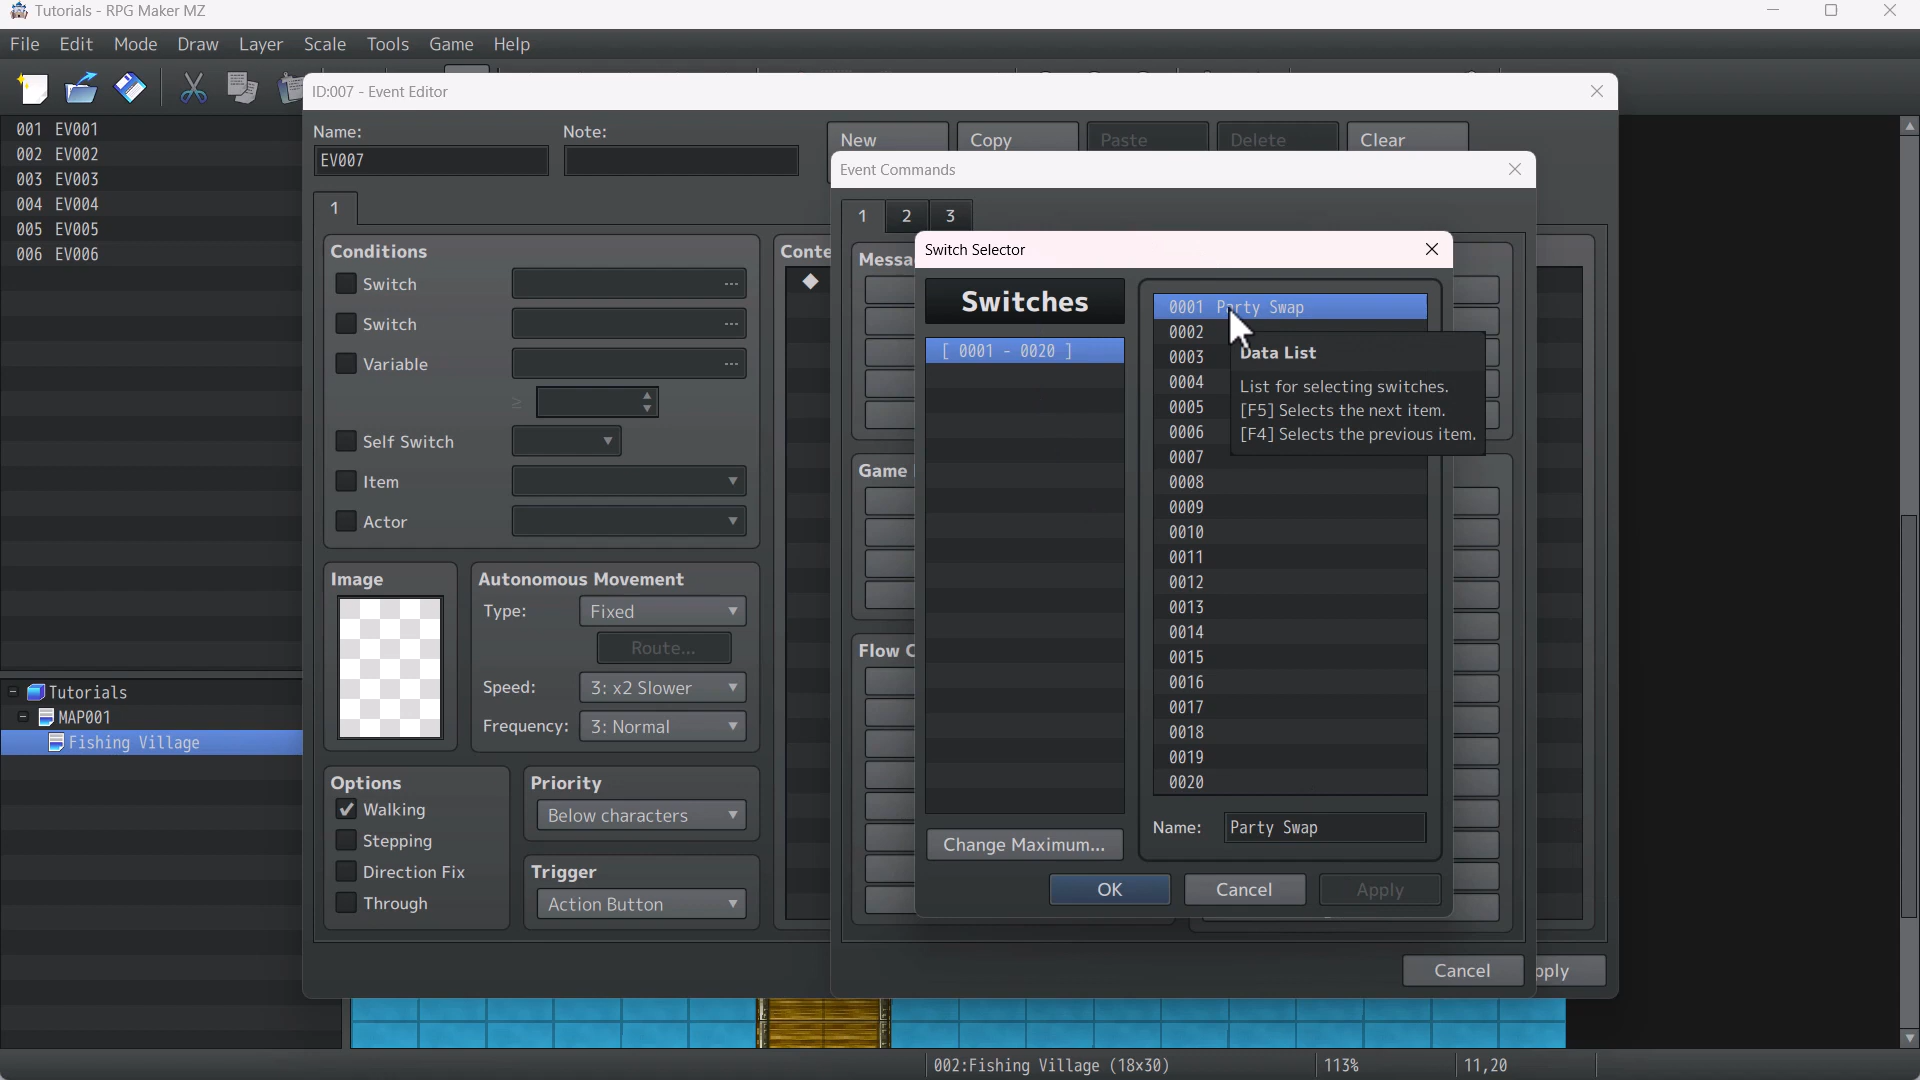 Tutorials - RPG Maker MZ
File Edit Mode Draw Layer Scale Tools Game Help
001 EV001
002 EV002
003 EV003
004 EV004
005 EV005
006 EV006
Tutorials
MAP001
Fishing Village
ID:007 - Event Editor
Name:
EV007
Note:
New
Copy
Paste
Delete
Clear
1
Conditions
Switch ...
Switch ...
Variable ...
≥
Self Switch
Item
Actor
Image
Autonomous Movement
Type: Fixed
Route...
Speed: 3: x2 Slower
Frequency: 3: Normal
Options
Walking
Stepping
Direction Fix
Through
Priority
Below characters
Trigger
Action Button
Conte
Event Commands
1 2 3
Messa
Game
Flow C
Switch Selector
Switches
[ 0001 - 0020 ]
Change Maximum...
0001 Party Swap
0002
0003
0004
0005
0006
0007
0008
0009
0010
0011
0012
0013
0014
0015
0016
0017
0018
0019
0020
Data List
List for selecting switches.
[F5] Selects the next item.
[F4] Selects the previous item.
Name: Party Swap
OK
Cancel
Apply
Cancel
pply
002:Fishing Village (18x30)
113%
11,20